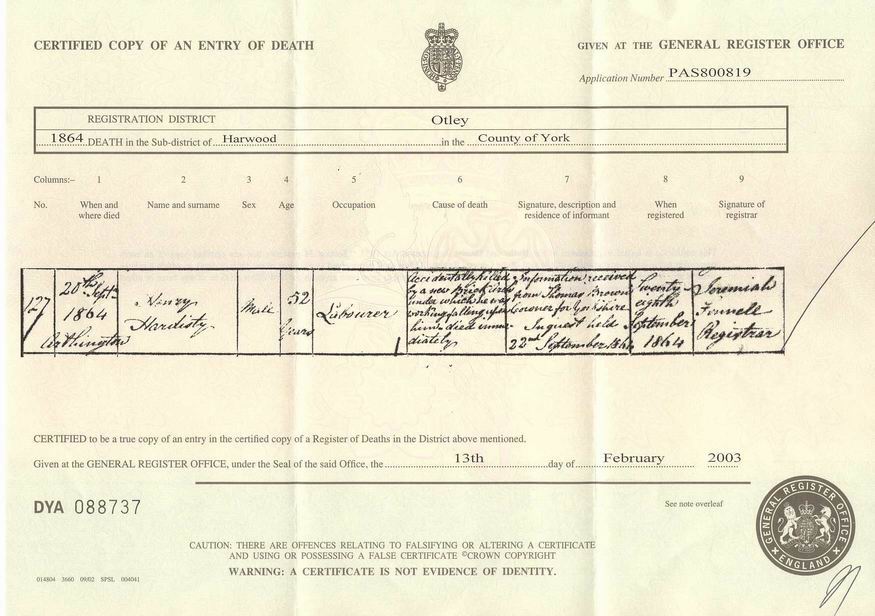 CERTIFIED COPY OF AN ENTRY OF DEATH
GIVEN AT THE GENERAL REGISTER OFFICE
Application Number PAS800819
REGISTRATION DISTRICT Otley
1864 DEATH in the Sub-district of Harwood in the County of York
Columns:– 1 2 3 4 5 6 7 8 9
No. When and where died Name and surname Sex Age Occupation Cause of death Signature, description and residence of informant When registered Signature of registrar
127
20th Sept
1864
Arthington
Henry
Hardisty
Male
52
Years
Labourer
Accidentally killed
by a new Brick
under which he was
working falling upon
him died imme
diately
Information received
from Thomas Brown
Coroner for Yorkshire
Inquest held
22nd September 1864
Twenty-
eighth
September
1864
Jeremiah
Registrar
CERTIFIED to be a true copy of an entry in the certified copy of a Register of Deaths in the District above mentioned.
Given at the GENERAL REGISTER OFFICE, under the Seal of the said Office, the 13th day of February 2003
DYA 088737
See note overleaf
CAUTION: THERE ARE OFFENCES RELATING TO FALSIFYING OR ALTERING A CERTIFICATE
AND USING OR POSSESSING A FALSE CERTIFICATE ©CROWN COPYRIGHT
WARNING: A CERTIFICATE IS NOT EVIDENCE OF IDENTITY.
014804 3660 09/02 SPSL 004041
GENERAL REGISTER OFFICE
ENGLAND